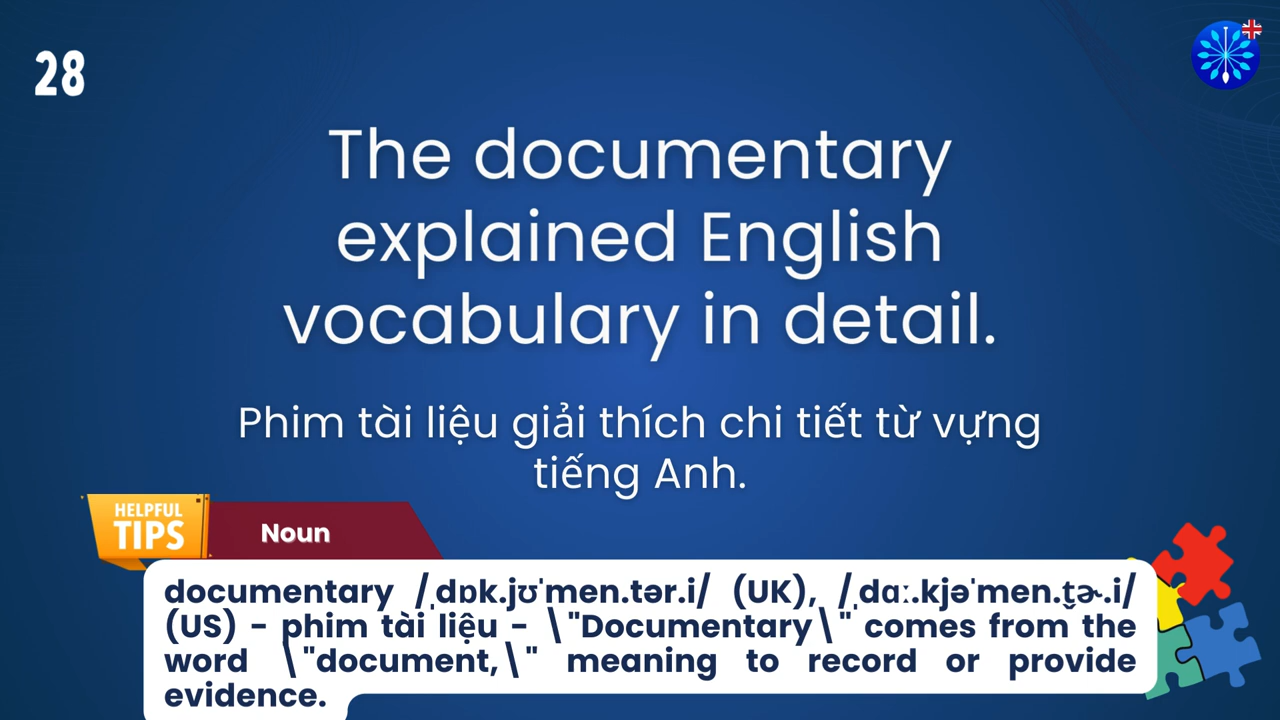 28
The documentary
explained English
vocabulary in detail.
Phim tài liệu giải thích chi tiết từ vựng
tiếng Anh.
HELPFUL
TIPS
Noun
documentary /ˌdɒk.jʊˈmen.tər.i/ (UK), /ˌdɑː.kjəˈmen.t̬ɚ.i/
(US) - phim tài liệu - \"Documentary\" comes from the
word \"document,\" meaning to record or provide
evidence.